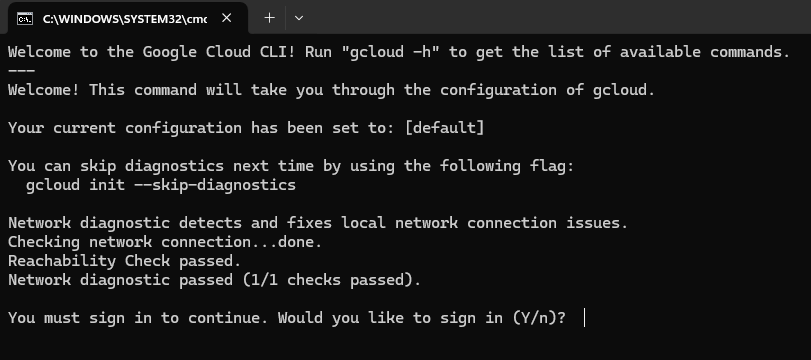 C:\WINDOWS\SYSTEM32\cmc
Welcome to the Google Cloud CLI! Run "gcloud -h" to get the list of available commands.
---
Welcome! This command will take you through the configuration of gcloud.
Your current configuration has been set to: [default]
You can skip diagnostics next time by using the following flag:
  gcloud init --skip-diagnostics
Network diagnostic detects and fixes local network connection issues.
Checking network connection...done.
Reachability Check passed.
Network diagnostic passed (1/1 checks passed).
You must sign in to continue. Would you like to sign in (Y/n)?